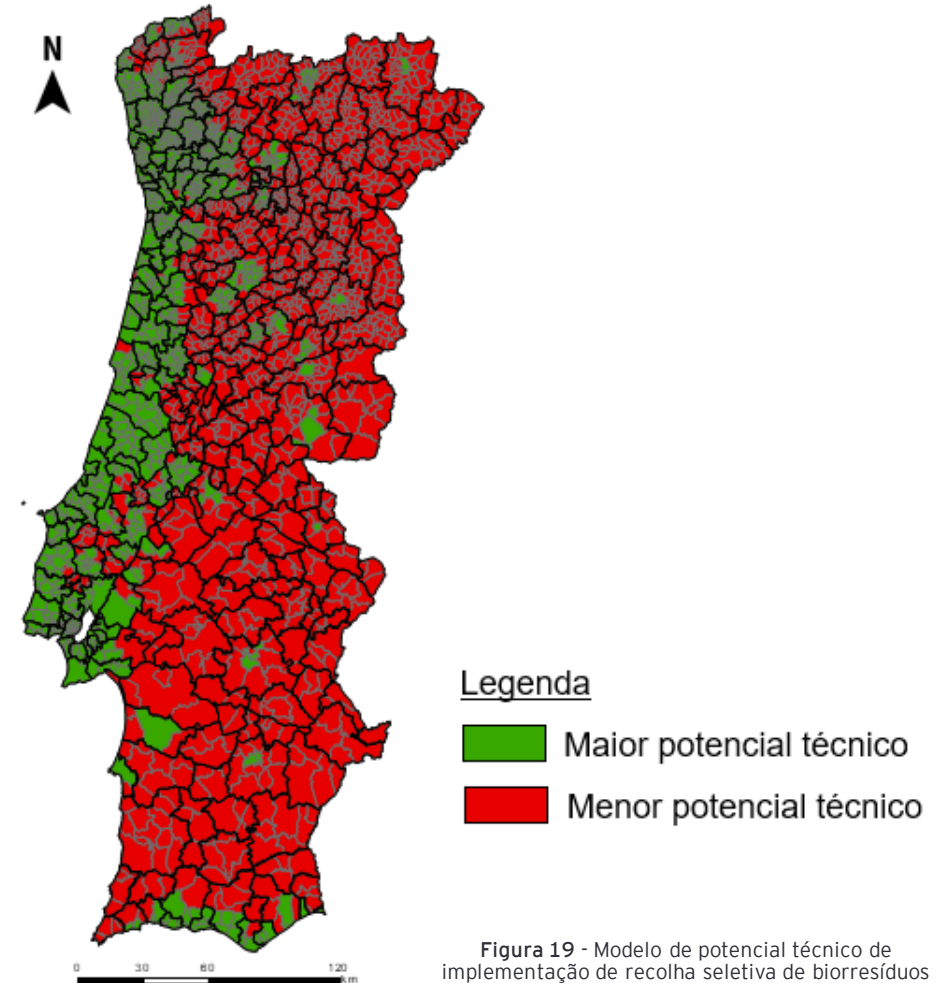 N
Legenda
Maior potencial técnico
Menor potencial técnico
Figura 19 - Modelo de potencial técnico de
implementação de recolha seletiva de biorresíduos
0 30 60 120
km